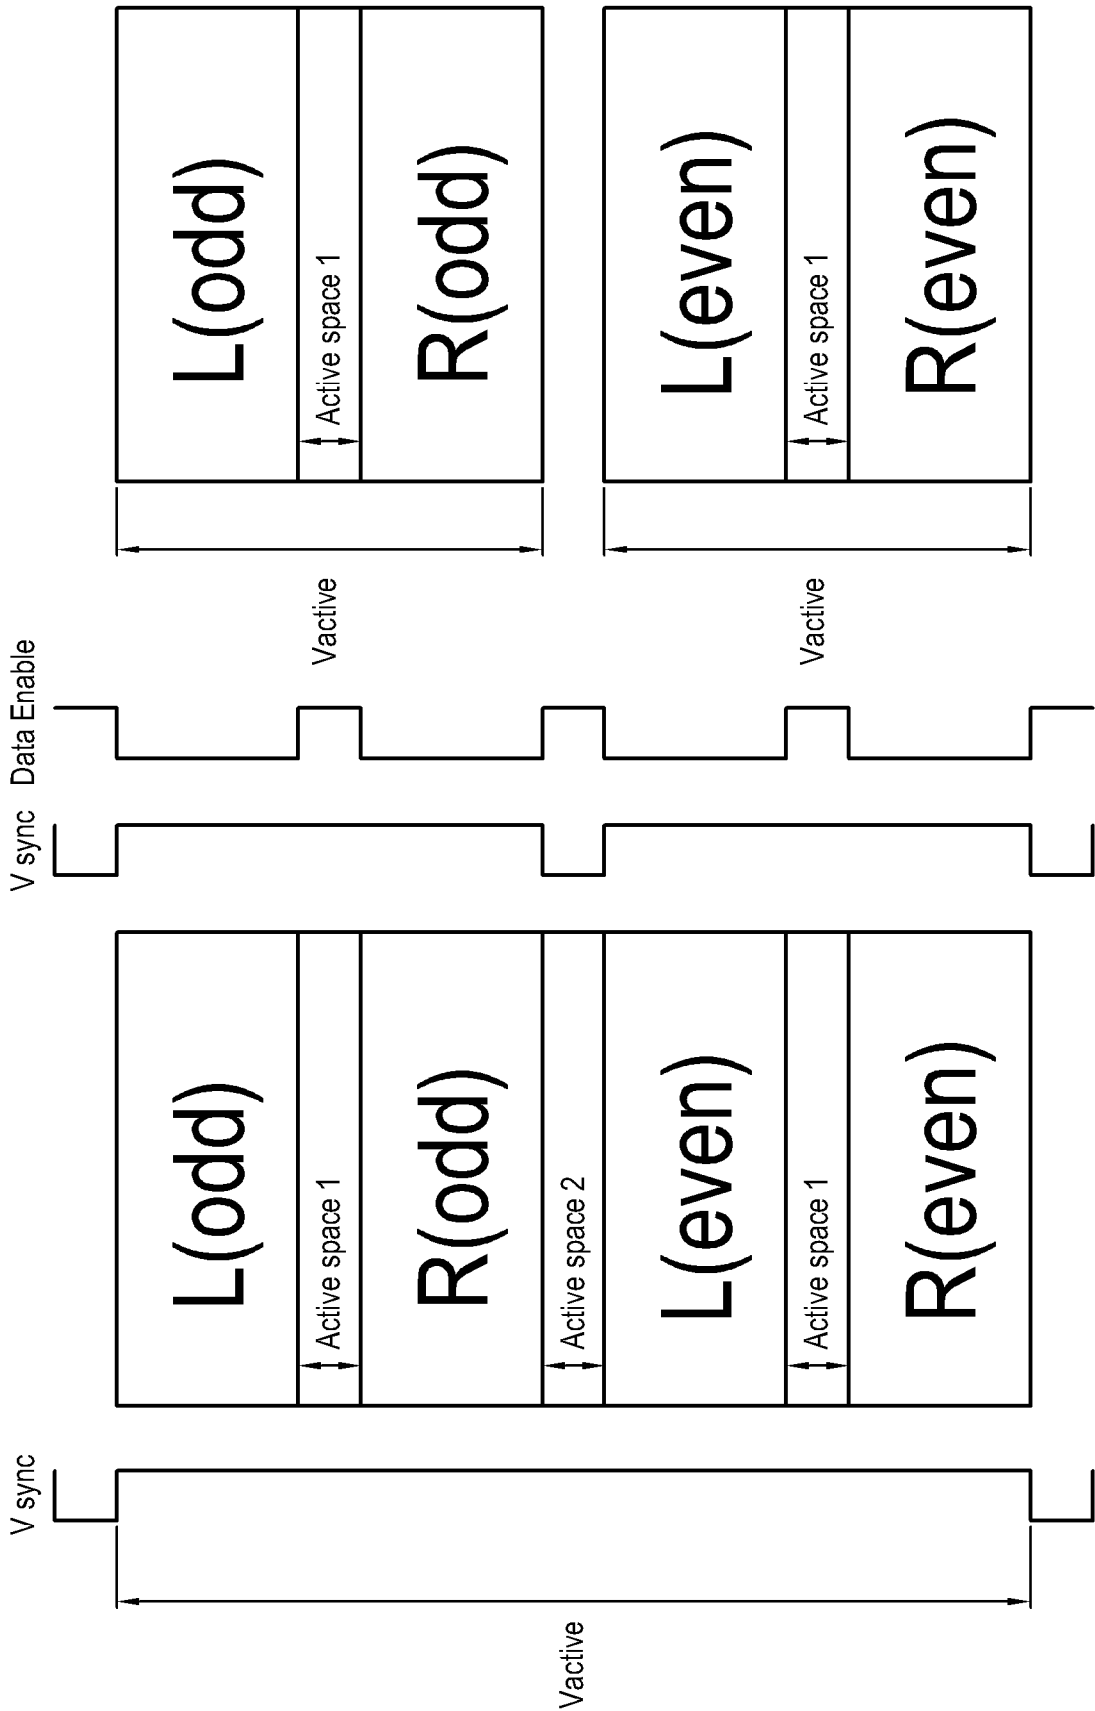 V sync
Vactive
L(odd)
Active space 1
R(odd)
Active space 2
L(even)
Active space 1
R(even)
V sync
Data Enable
Vactive
Vactive
L(odd)
Active space 1
R(odd)
L(even)
Active space 1
R(even)